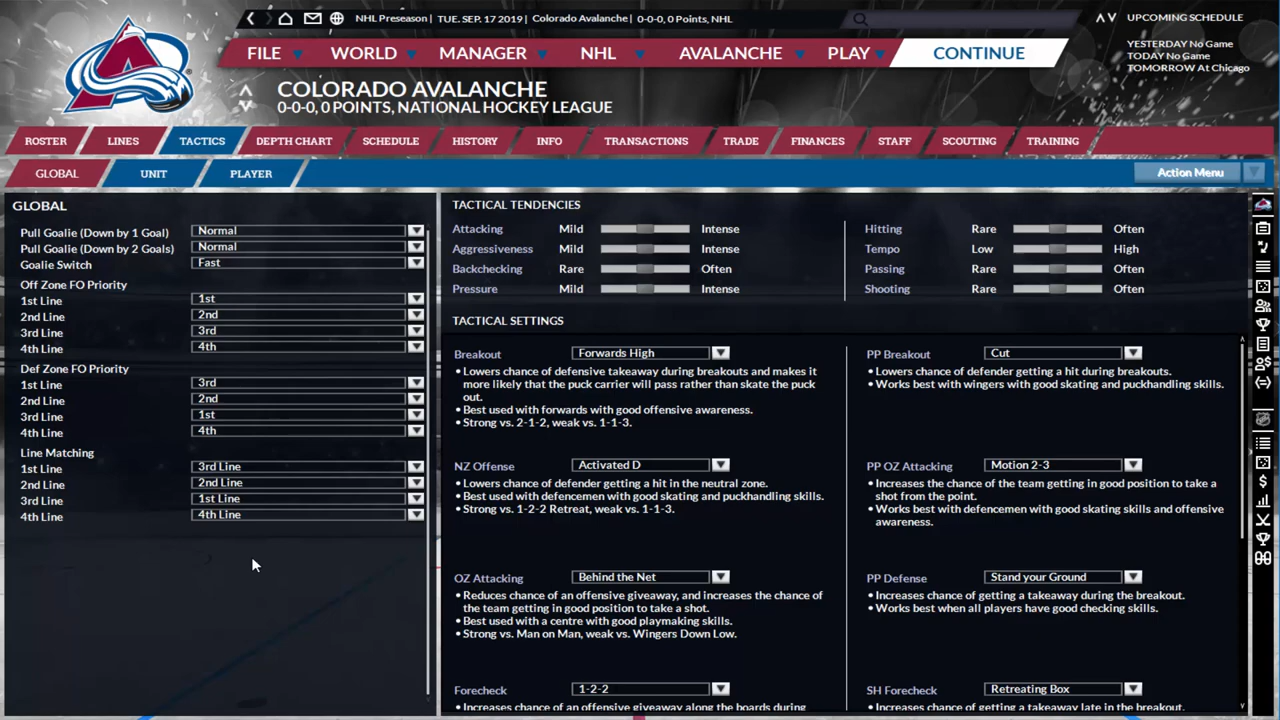 NHL Preseason | TUE. SEP. 17 2019 | Colorado Avalanche | 0-0-0, 0 Points, NHL
UPCOMING SCHEDULE
YESTERDAY No Game
TODAY No Game
TOMORROW At Chicago
FILE WORLD MANAGER NHL AVALANCHE PLAY CONTINUE
COLORADO AVALANCHE
0-0-0, 0 POINTS, NATIONAL HOCKEY LEAGUE
ROSTER LINES TACTICS DEPTH CHART SCHEDULE HISTORY INFO TRANSACTIONS TRADE FINANCES STAFF SCOUTING TRAINING
GLOBAL UNIT PLAYER Action Menu
GLOBAL
Pull Goalie (Down by 1 Goal) Normal
Pull Goalie (Down by 2 Goals) Normal
Goalie Switch Fast
Off Zone FO Priority
1st Line 1st
2nd Line 2nd
3rd Line 3rd
4th Line 4th
Def Zone FO Priority
1st Line 3rd
2nd Line 2nd
3rd Line 1st
4th Line 4th
Line Matching
1st Line 3rd Line
2nd Line 2nd Line
3rd Line 1st Line
4th Line 4th Line
TACTICAL TENDENCIES
Attacking Mild Intense
Aggressiveness Mild Intense
Backchecking Rare Often
Pressure Mild Intense
Hitting Rare Often
Tempo Low High
Passing Rare Often
Shooting Rare Often
TACTICAL SETTINGS
Breakout Forwards High
• Lowers chance of defensive takeaway during breakouts and makes it
more likely that the puck carrier will pass rather than skate the puck
out.
• Best used with forwards with good offensive awareness.
• Strong vs. 2-1-2, weak vs. 1-1-3.
NZ Offense Activated D
• Lowers chance of defender getting a hit in the neutral zone.
• Best used with defencemen with good skating and puckhandling skills.
• Strong vs. 1-2-2 Retreat, weak vs. 1-1-3.
OZ Attacking Behind the Net
• Reduces chance of an offensive giveaway, and increases the chance of
the team getting in good position to take a shot.
• Best used with a centre with good playmaking skills.
• Strong vs. Man on Man, weak vs. Wingers Down Low.
Forecheck 1-2-2
• Increases chance of an offensive giveaway along the boards during
PP Breakout Cut
• Lowers chance of defender getting a hit during breakouts.
• Works best with wingers with good skating and puckhandling skills.
PP OZ Attacking Motion 2-3
• Increases the chance of the team getting in good position to take a
shot from the point.
• Works best with defencemen with good skating skills and offensive
awareness.
PP Defense Stand your Ground
• Increases chance of getting a takeaway during the breakout.
• Works best when all players have good checking skills.
SH Forecheck Retreating Box
• Increases chance of getting a takeaway late in the breakout.